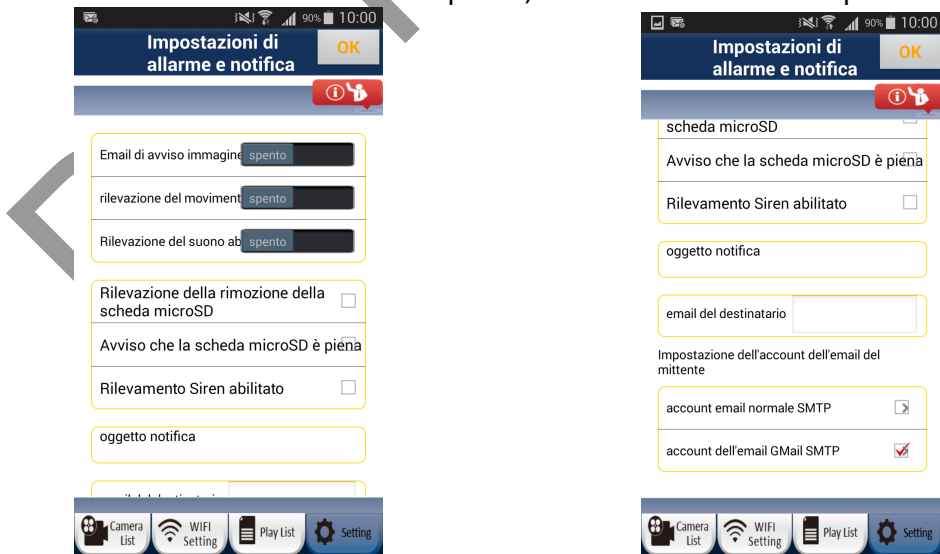 90% 10:00
Impostazioni di
allarme e notifica
OK
Email di avviso immagine
spento
rilevazione del moviment
spento
Rilevazione del suono ab
spento
Rilevazione della rimozione della
scheda microSD
Avviso che la scheda microSD è piena
Rilevamento Siren abilitato
oggetto notifica
Camera
List
WIFI
Setting
Play List
Setting
90% 10:00
Impostazioni di
allarme e notifica
OK
scheda microSD
Avviso che la scheda microSD è piena
Rilevamento Siren abilitato
oggetto notifica
email del destinatario
Impostazione dell'account dell'email del
mittente
account email normale SMTP
account dell'email GMail SMTP
Camera
List
WIFI
Setting
Play List
Setting